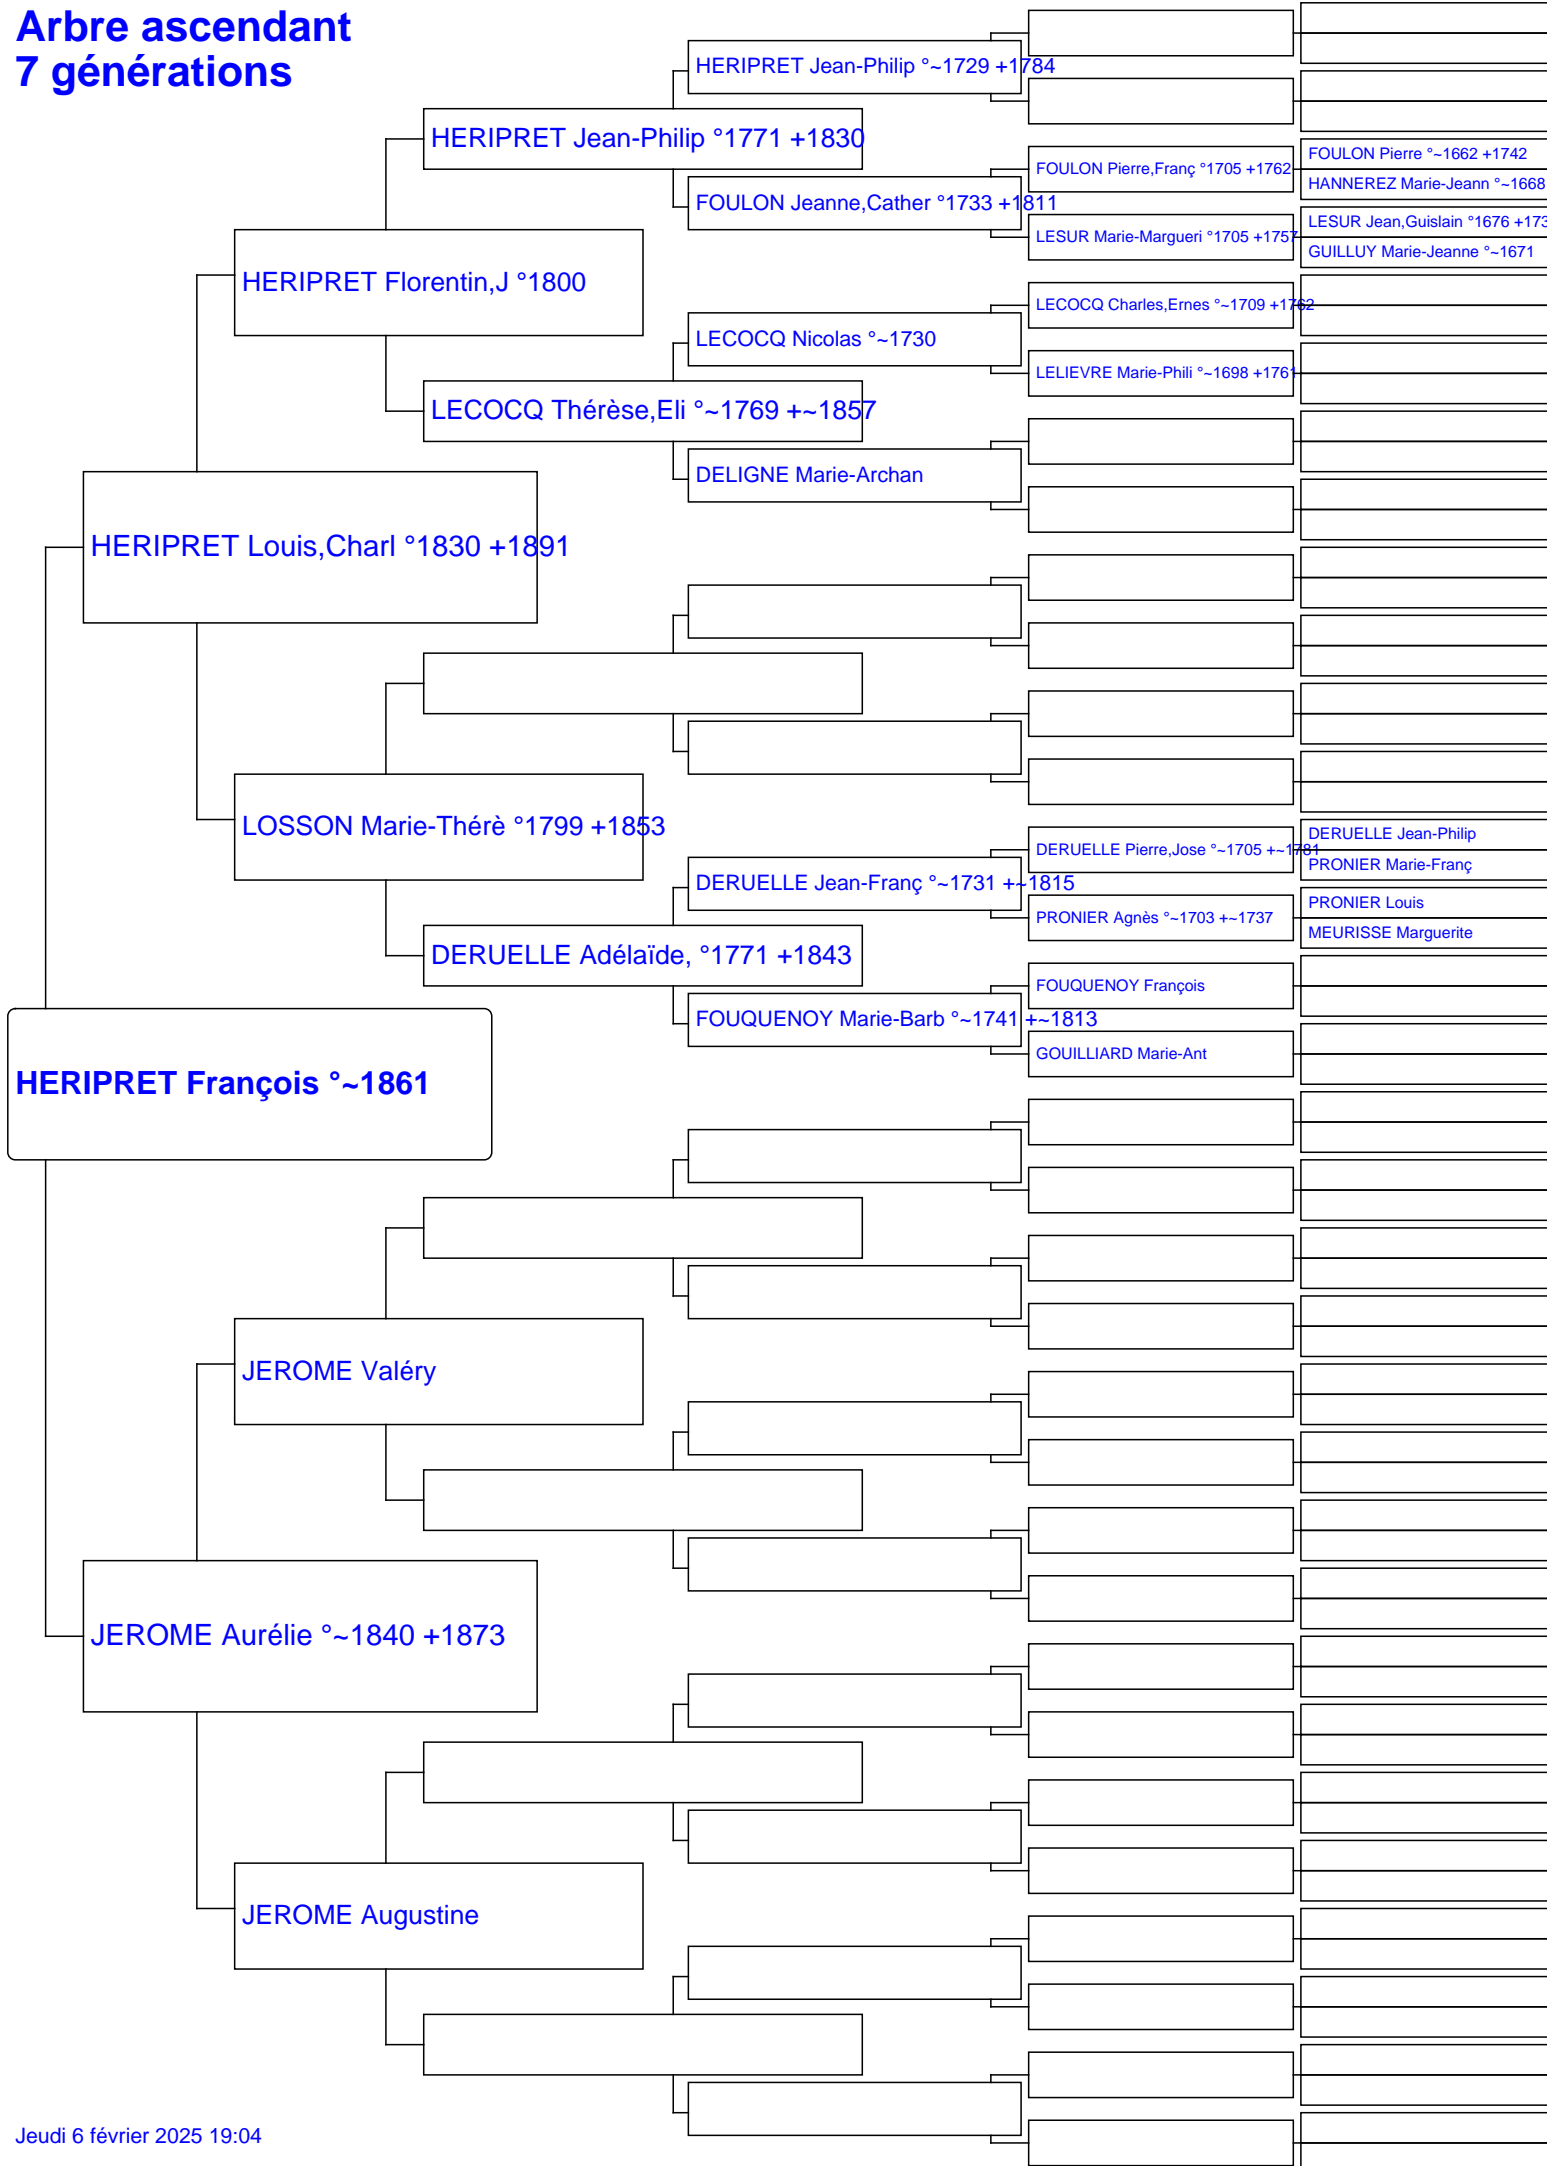 Arbre ascendant
7 générations
HERIPRET Jean-Philip °~1729 +1784
HERIPRET Jean-Philip °1771 +1830
FOULON Pierre,Franç °1705 +1762
FOULON Pierre °~1662 +1742
HANNEREZ Marie-Jeann °~1668
FOULON Jeanne,Cather °1733 +1811
LESUR Marie-Margueri °1705 +1757
LESUR Jean,Guislain °1676 +173
GUILLUY Marie-Jeanne °~1671
HERIPRET Florentin,J °1800
LECOCQ Charles,Ernes °~1709 +1762
LECOCQ Nicolas °~1730
LELIEVRE Marie-Phili °~1698 +1761
LECOCQ Thérèse,Eli °~1769 +~1857
DELIGNE Marie-Archan
HERIPRET Louis,Charl °1830 +1891
LOSSON Marie-Thérè °1799 +1853
DERUELLE Pierre,Jose °~1705 +~1781
DERUELLE Jean-Philip
PRONIER Marie-Franç
DERUELLE Jean-Franç °~1731 +~1815
PRONIER Agnès °~1703 +~1737
PRONIER Louis
MEURISSE Marguerite
DERUELLE Adélaïde, °1771 +1843
FOUQUENOY François
FOUQUENOY Marie-Barb °~1741 +~1813
GOUILLIARD Marie-Ant
HERIPRET François °~1861
JEROME Valéry
JEROME Aurélie °~1840 +1873
JEROME Augustine
Jeudi 6 février 2025 19:04